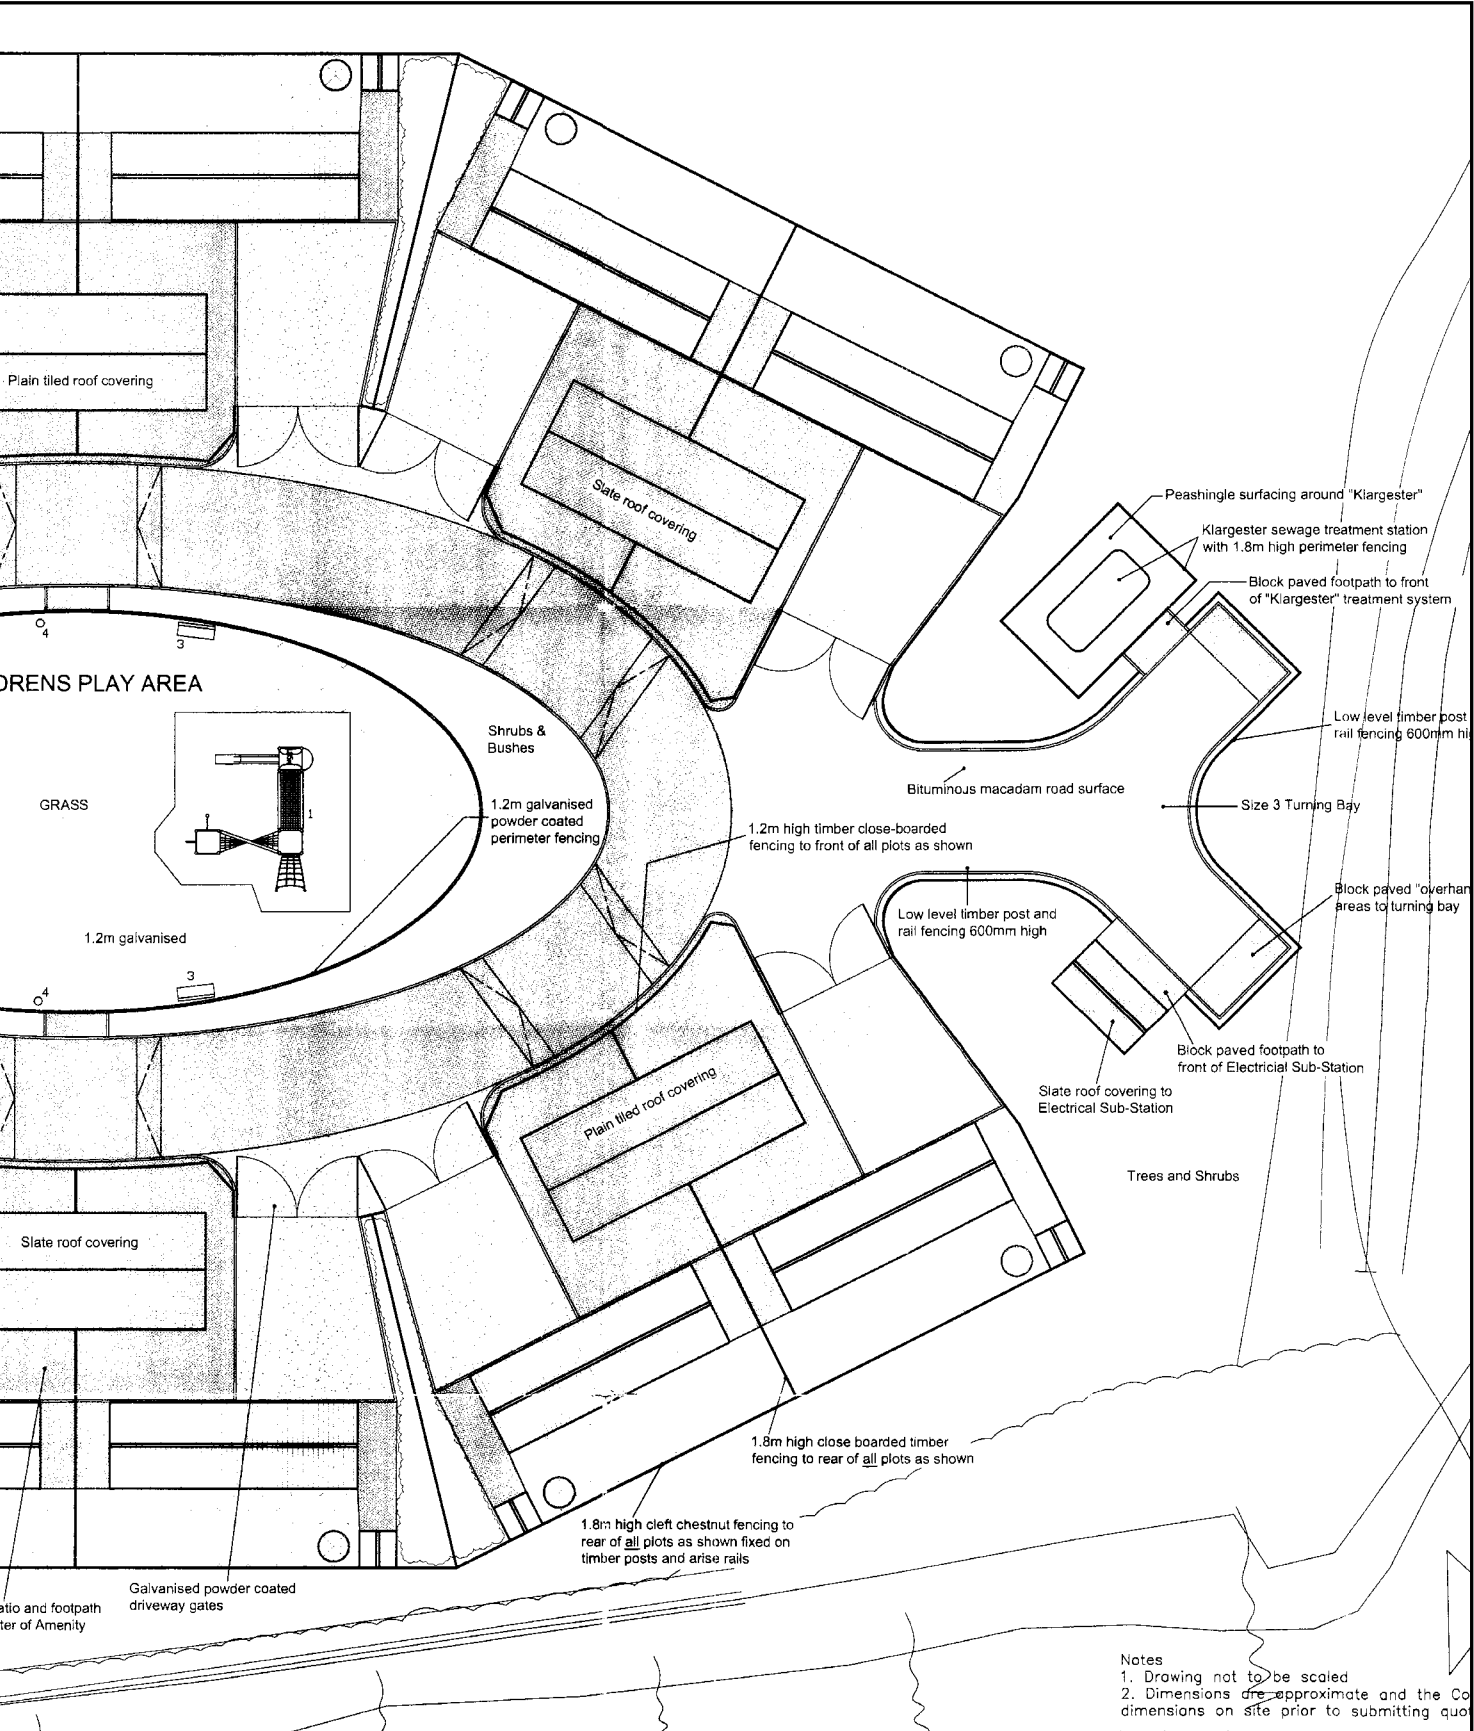 Plain tiled roof covering
Slate roof covering
Peashingle surfacing around "Klargester"
Klargester sewage treatment station
with 1.8m high perimeter fencing
Block paved footpath to front
of "Klargester" treatment system
4
3
DRENS PLAY AREA
Shrubs &
Bushes
Low level timber post
rail fencing 600mm hi
GRASS
1
1.2m galvanised
powder coated
perimeter fencing
Bituminous macadam road surface
Size 3 Turning Bay
1.2m high timber close-boarded
fencing to front of all plots as shown
Block paved "overhan
areas to turning bay
Low level timber post and
rail fencing 600mm high
1.2m galvanised
3
4
Block paved footpath to
front of Electricial Sub-Station
Slate roof covering to
Electrical Sub-Station
Plain tiled roof covering
Trees and Shrubs
Slate roof covering
1.8m high close boarded timber
fencing to rear of all plots as shown
1.8m high cleft chestnut fencing to
rear of all plots as shown fixed on
timber posts and arise rails
Galvanised powder coated
driveway gates
atio and footpath
ter of Amenity
Notes
1. Drawing not to be scaled
2. Dimensions are approximate and the Co
dimensions on site prior to submitting quot